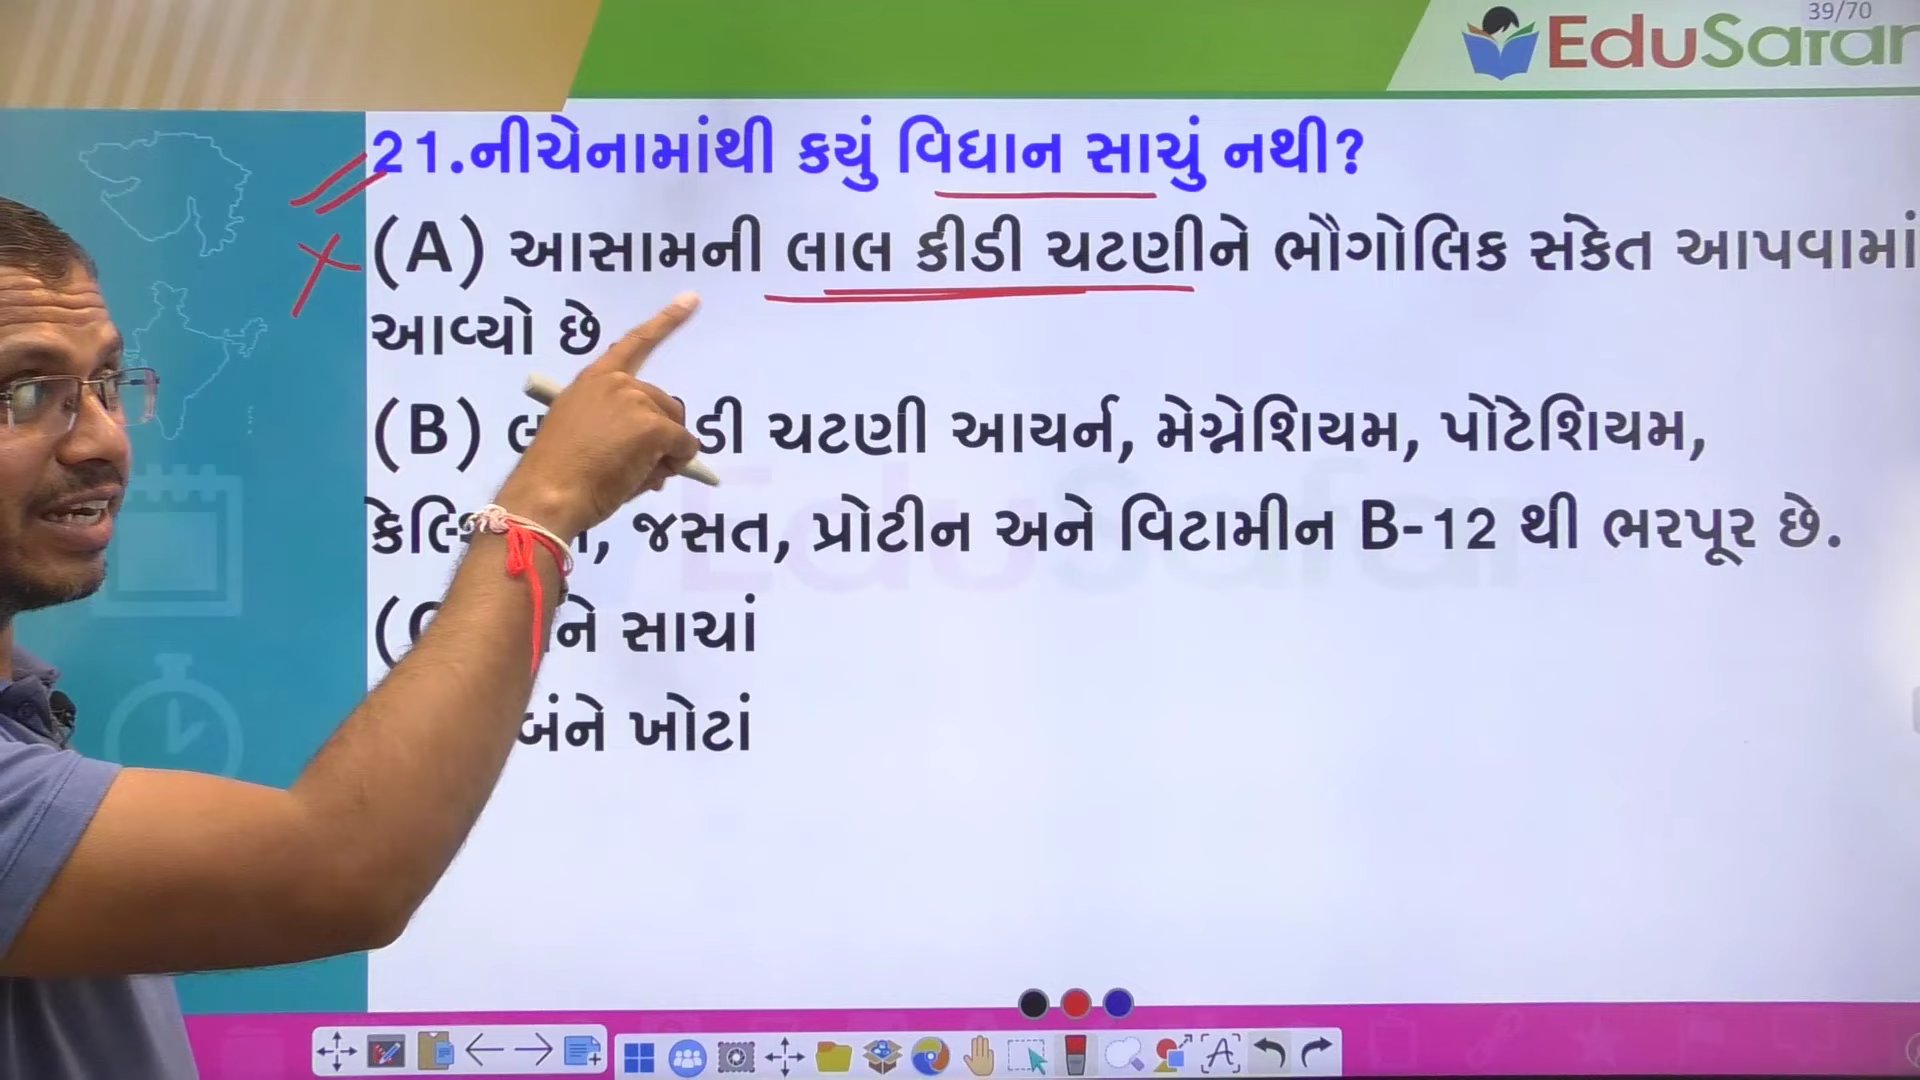 39/70
EduSafar
21.નીચેનામાંથી કયું વિધાન સાચું નથી?
(A) આસામની લાલ કીડી ચટણીને ભૌગોલિક સંકેત આપવામાં
આવ્યો છે
(B) ચટણી આયર્ન, મેગ્નેશિયમ, પોટેશિયમ,
જસત, પ્રોટીન અને વિટામીન B-12 થી ભરપૂર છે.
સાચાં
બંને ખોટાં